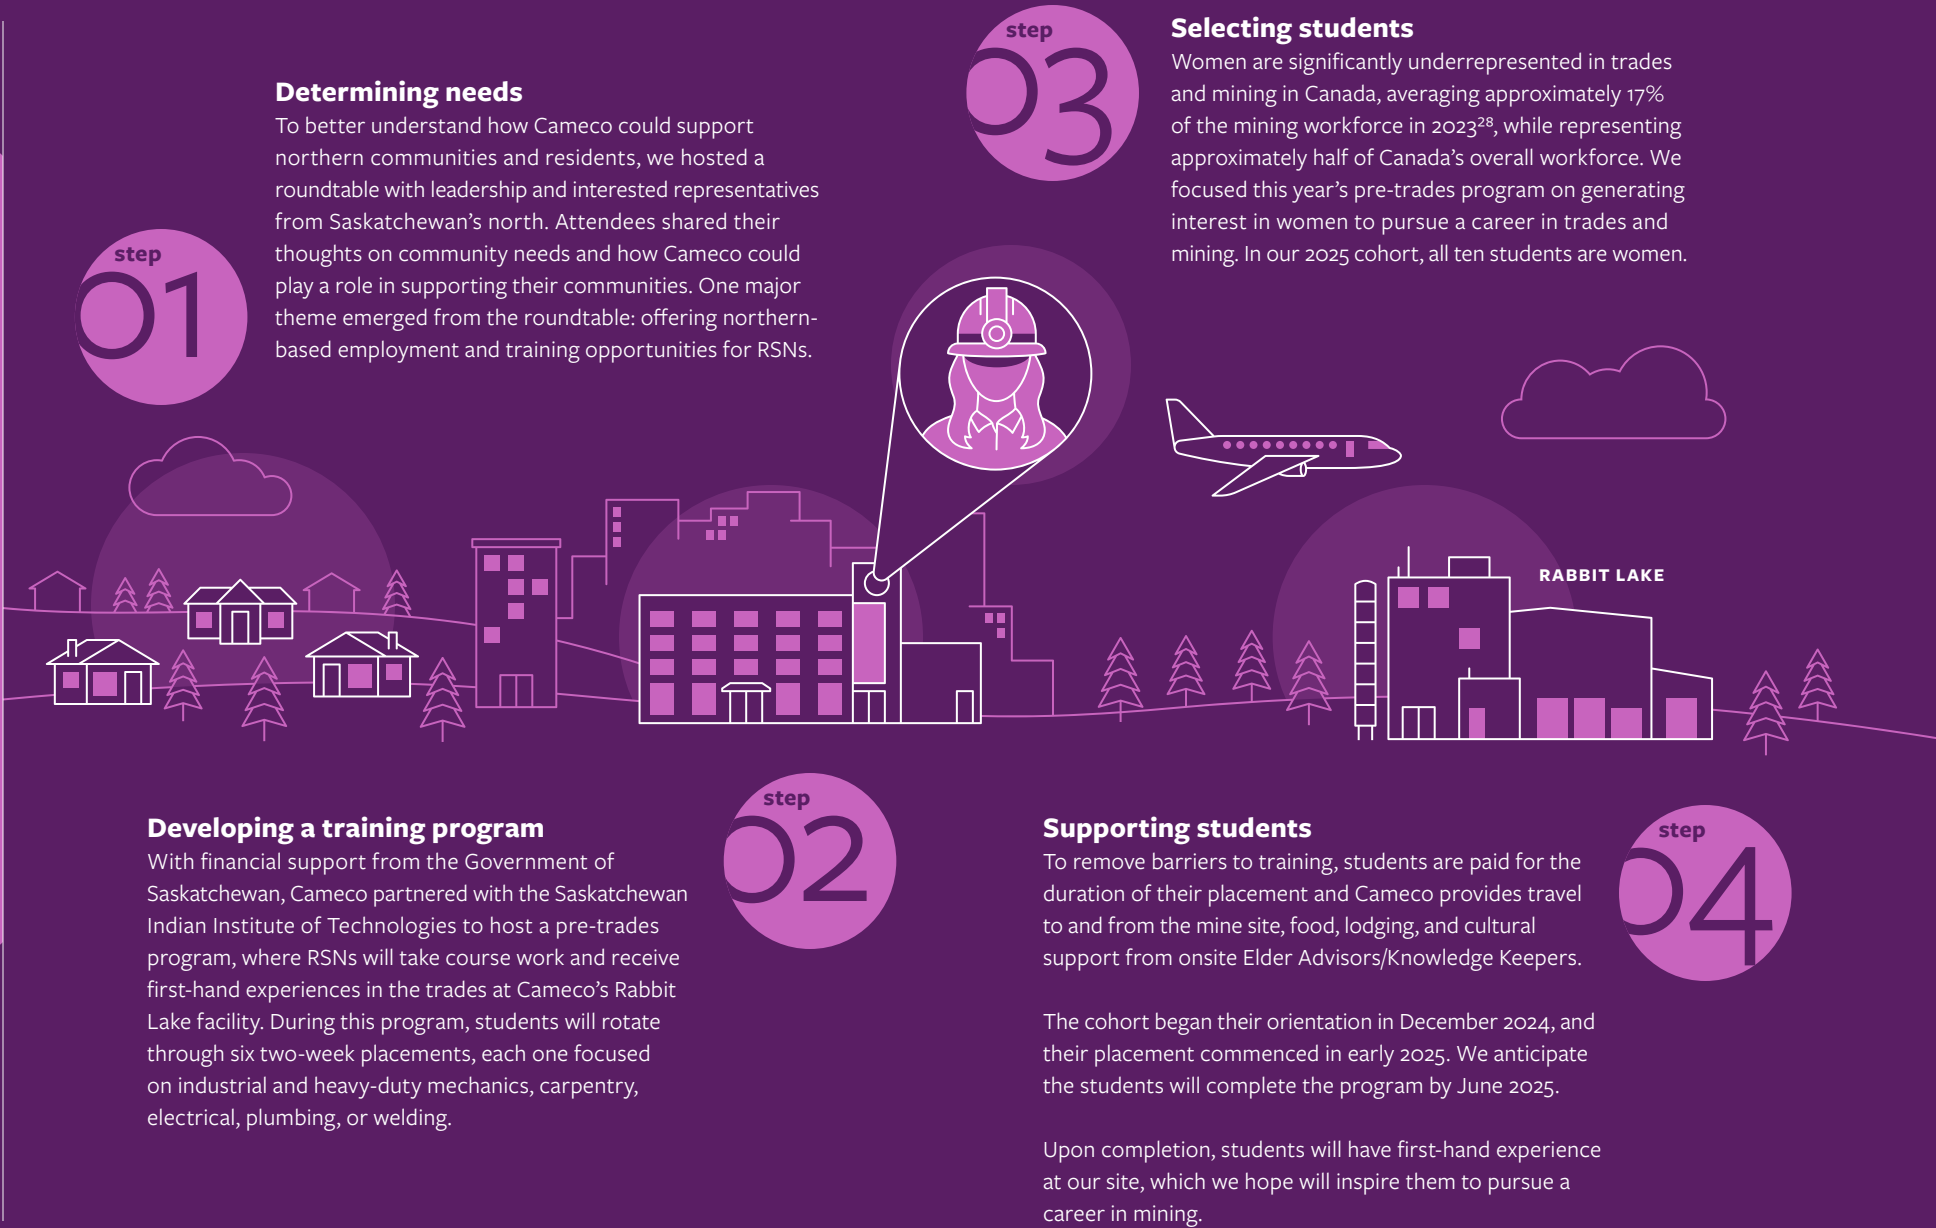 step
01
Determining needs
To better understand how Cameco could support
northern communities and residents, we hosted a
roundtable with leadership and interested representatives
from Saskatchewan's north. Attendees shared their
thoughts on community needs and how Cameco could
play a role in supporting their communities. One major
theme emerged from the roundtable: offering northern-
based employment and training opportunities for RSNs.
step
02
Developing a training program
With financial support from the Government of
Saskatchewan, Cameco partnered with the Saskatchewan
Indian Institute of Technologies to host a pre-trades
program, where RSNs will take course work and receive
first-hand experiences in the trades at Cameco's Rabbit
Lake facility. During this program, students will rotate
through six two-week placements, each one focused
on industrial and heavy-duty mechanics, carpentry,
electrical, plumbing, or welding.
step
03
Selecting students
Women are significantly underrepresented in trades
and mining in Canada, averaging approximately 17%
of the mining workforce in 2023²⁸, while representing
approximately half of Canada's overall workforce. We
focused this year's pre-trades program on generating
interest in women to pursue a career in trades and
mining. In our 2025 cohort, all ten students are women.
RABBIT LAKE
step
04
Supporting students
To remove barriers to training, students are paid for the
duration of their placement and Cameco provides travel
to and from the mine site, food, lodging, and cultural
support from onsite Elder Advisors/Knowledge Keepers.
The cohort began their orientation in December 2024, and
their placement commenced in early 2025. We anticipate
the students will complete the program by June 2025.
Upon completion, students will have first-hand experience
at our site, which we hope will inspire them to pursue a
career in mining.